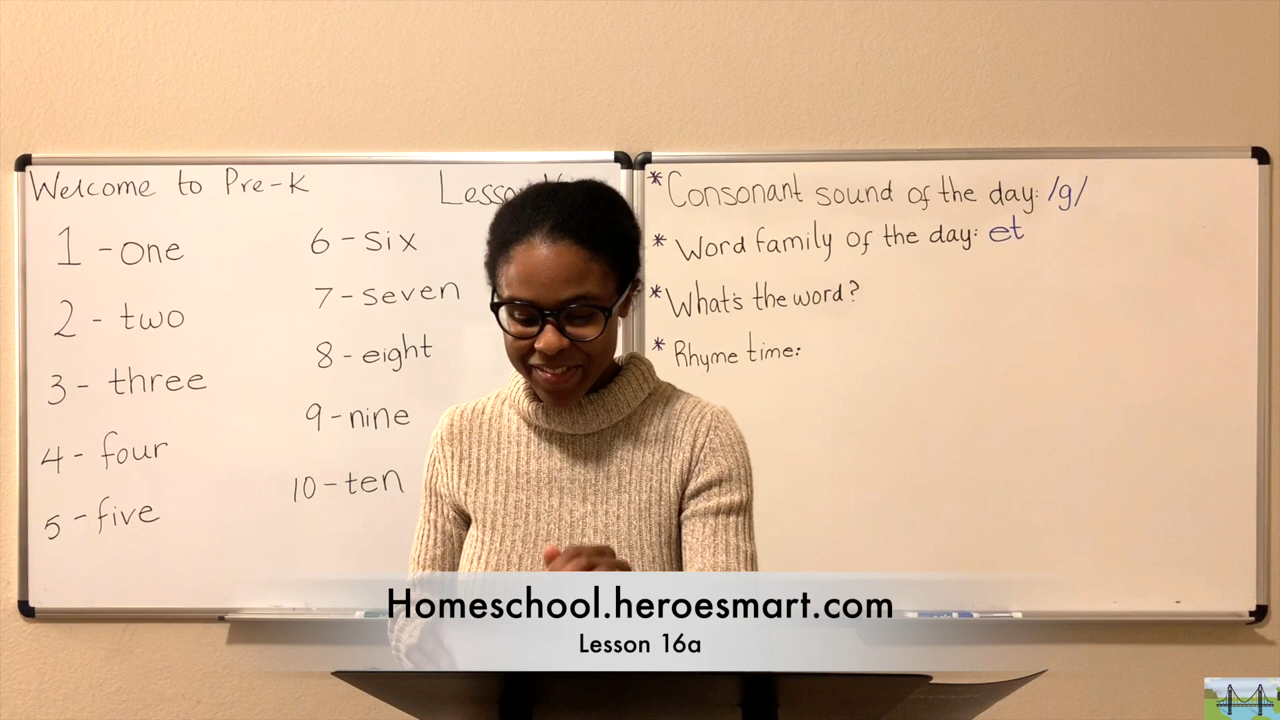 Welcome to Pre-K
1 - one
2 - two
3 - three
4 - four
5 - five
6 - six
7 - seven
8 - eight
9 - nine
10 - ten
* Consonant sound of the day: /g/
* Word family of the day: et
* What's the word?
* Rhyme time:
Homeschool.heroesmart.com
Lesson 16a